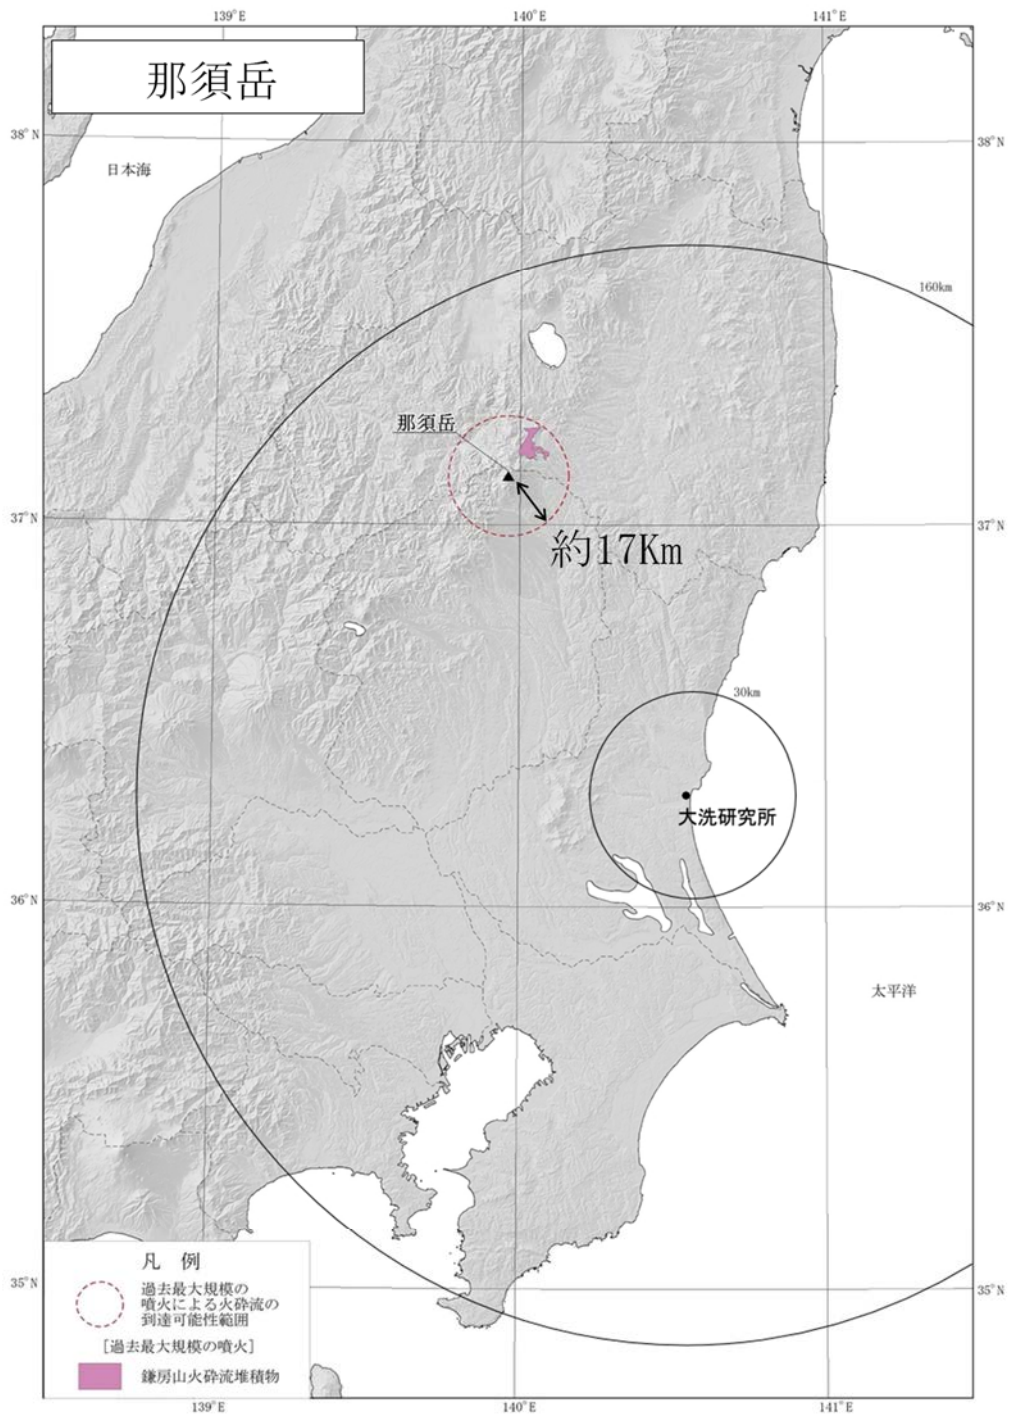 139°E
140°E
141°E
那須岳
38°N
38°N
日本海
160km
那須岳
37°N
37°N
約17Km
30km
大洗研究所
36°N
36°N
太平洋
凡 例
過去最大規模の
噴火による火砕流の
到達可能性範囲
[過去最大規模の噴火]
鎌房山火砕流堆積物
35°N
35°N
139°E
140°E
141°E